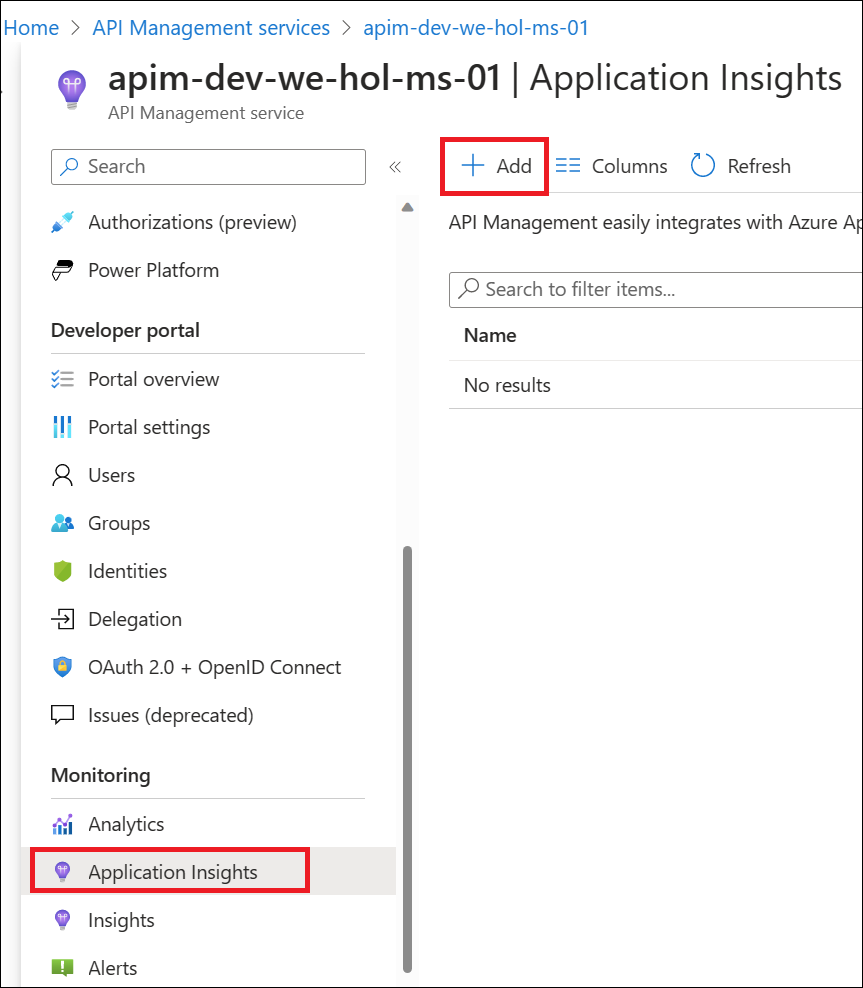 Home > API Management services > apim-dev-we-hol-ms-01
apim-dev-we-hol-ms-01 | Application Insights
API Management service
Search
«
Add
Columns
Refresh
Authorizations (preview)
Power Platform
Developer portal
Portal overview
Portal settings
Users
Groups
Identities
Delegation
OAuth 2.0 + OpenID Connect
Issues (deprecated)
Monitoring
Analytics
Application Insights
Insights
Alerts
API Management easily integrates with Azure Ap
Search to filter items...
Name
No results